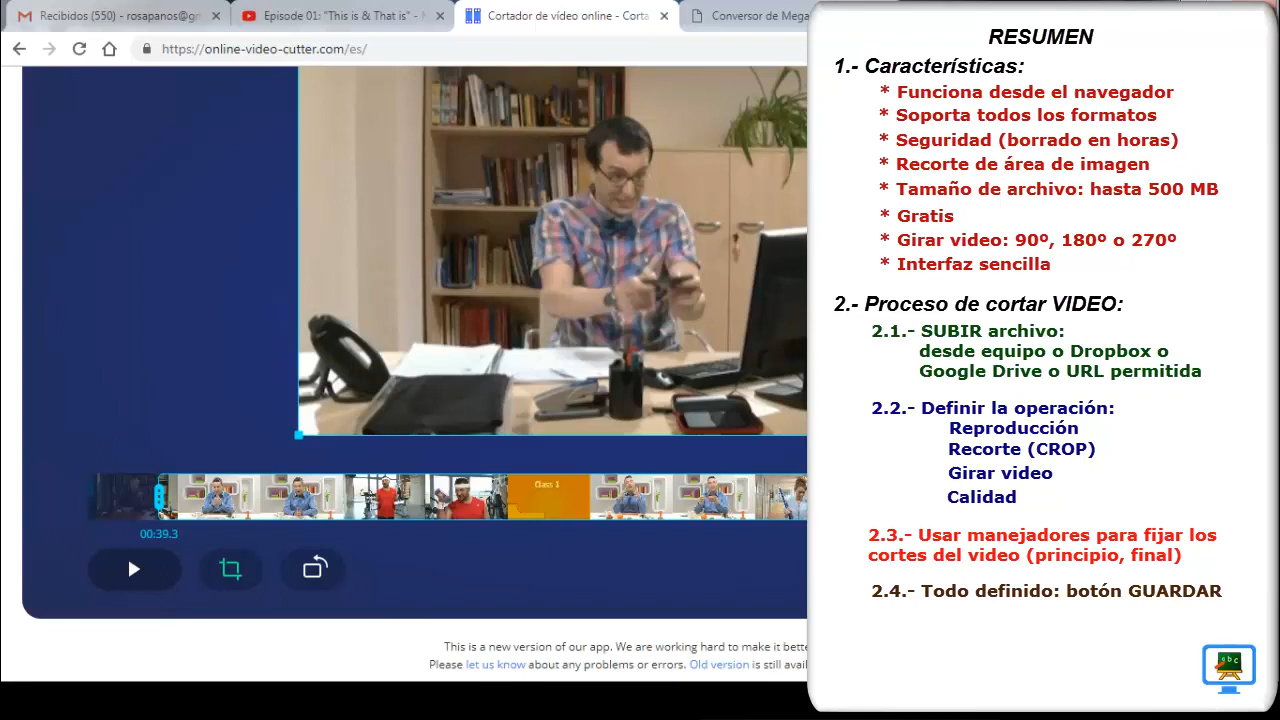 Recibidos (550) - rosapanos@gm
Episode 01: "This is & That is" - Y
Cortador de vídeo online - Corta
Conversor de Mega
https://online-video-cutter.com/es/
Class 1
00:39.3
This is a new version of our app. We are working hard to make it bette
Please let us know about any problems or errors. Old version is still avail
RESUMEN
1.- Características:
* Funciona desde el navegador
* Soporta todos los formatos
* Seguridad (borrado en horas)
* Recorte de área de imagen
* Tamaño de archivo: hasta 500 MB
* Gratis
* Girar video: 90º, 180º o 270º
* Interfaz sencilla
2.- Proceso de cortar VIDEO:
2.1.- SUBIR archivo:
desde equipo o Dropbox o
Google Drive o URL permitida
2.2.- Definir la operación:
Reproducción
Recorte (CROP)
Girar video
Calidad
2.3.- Usar manejadores para fijar los
cortes del video (principio, final)
2.4.- Todo definido: botón GUARDAR
abc